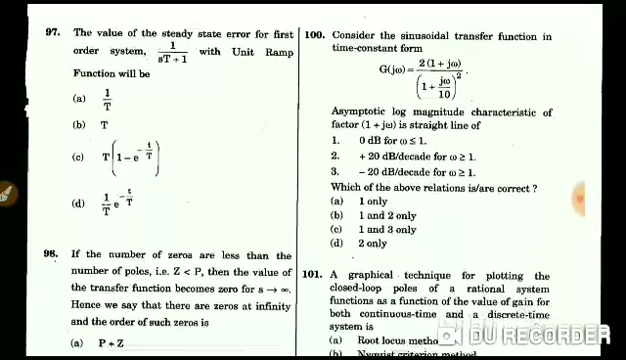 97. The value of the steady state error for first
order system, 1/(sT + 1) with Unit Ramp
Function will be
(a) 1/T
(b) T
(c) T(1 – e^(–t/T))
(d) 1/T e^(–t/T)
98. If the number of zeros are less than the
number of poles, i.e. Z < P, then the value of
the transfer function becomes zero for s → ∞.
Hence we say that there are zeros at infinity
and the order of such zeros is
(a) P + Z
100. Consider the sinusoidal transfer function in
time-constant form
G(jω) = 2(1 + jω)/(1 + jω/10)².
Asymptotic log magnitude characteristic of
factor (1 + jω) is straight line of
1. 0 dB for ω ≤ 1.
2. + 20 dB/decade for ω ≥ 1.
3. – 20 dB/decade for ω ≥ 1.
Which of the above relations is/are correct ?
(a) 1 only
(b) 1 and 2 only
(c) 1 and 3 only
(d) 2 only
101. A graphical technique for plotting the
closed-loop poles of a rational system
functions as a function of the value of gain for
both continuous-time and a discrete-time
system is
(a) Root locus metho
(b) Nyquist criterion method
DU RECORDER